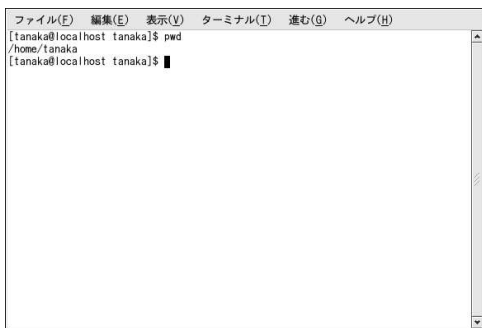 ファイル(F) 編集(E) 表示(V) ターミナル(T) 進む(G) ヘルプ(H)
[tanaka@localhost tanaka]$ pwd
/home/tanaka
[tanaka@localhost tanaka]$